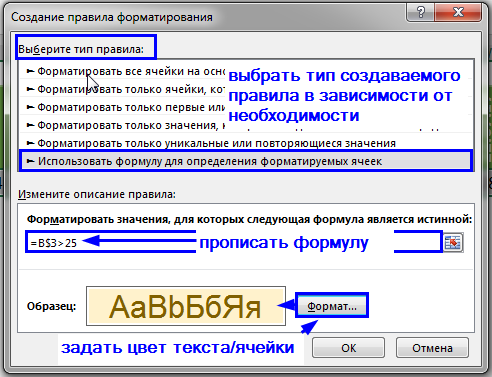 Создание правила форматирования
Выберите тип правила:
► Форматировать все ячейки на осно
► Форматировать только ячейки, кот
► Форматировать только первые или
► Форматировать только значения, к
► Форматировать только уникальные или повторяющиеся значения
► Использовать формулу для определения форматируемых ячеек
выбрать тип создаваемого
правила в зависимости от
необходимости
Измените описание правила:
Форматировать значения, для которых следующая формула является истинной:
=B$3>25
прописать формулу
Образец:
АаВbБбЯя
Формат...
задать цвет текста/ячейки
ОК
Отмена